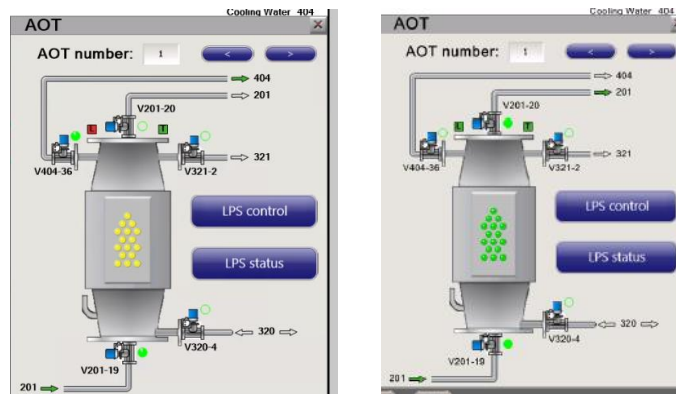 Cooling Water 404
AOT
AOT number: 1 < >
404
201
V201-20
L T
V404-36
V321-2
321
LPS control
LPS status
320
V320-4
V201-19
201
Cooling Water 404
AOT
AOT number: 1 < >
404
201
V201-20
L T
V404-36
V321-2
321
LPS control
LPS status
320
V320-4
V201-19
201